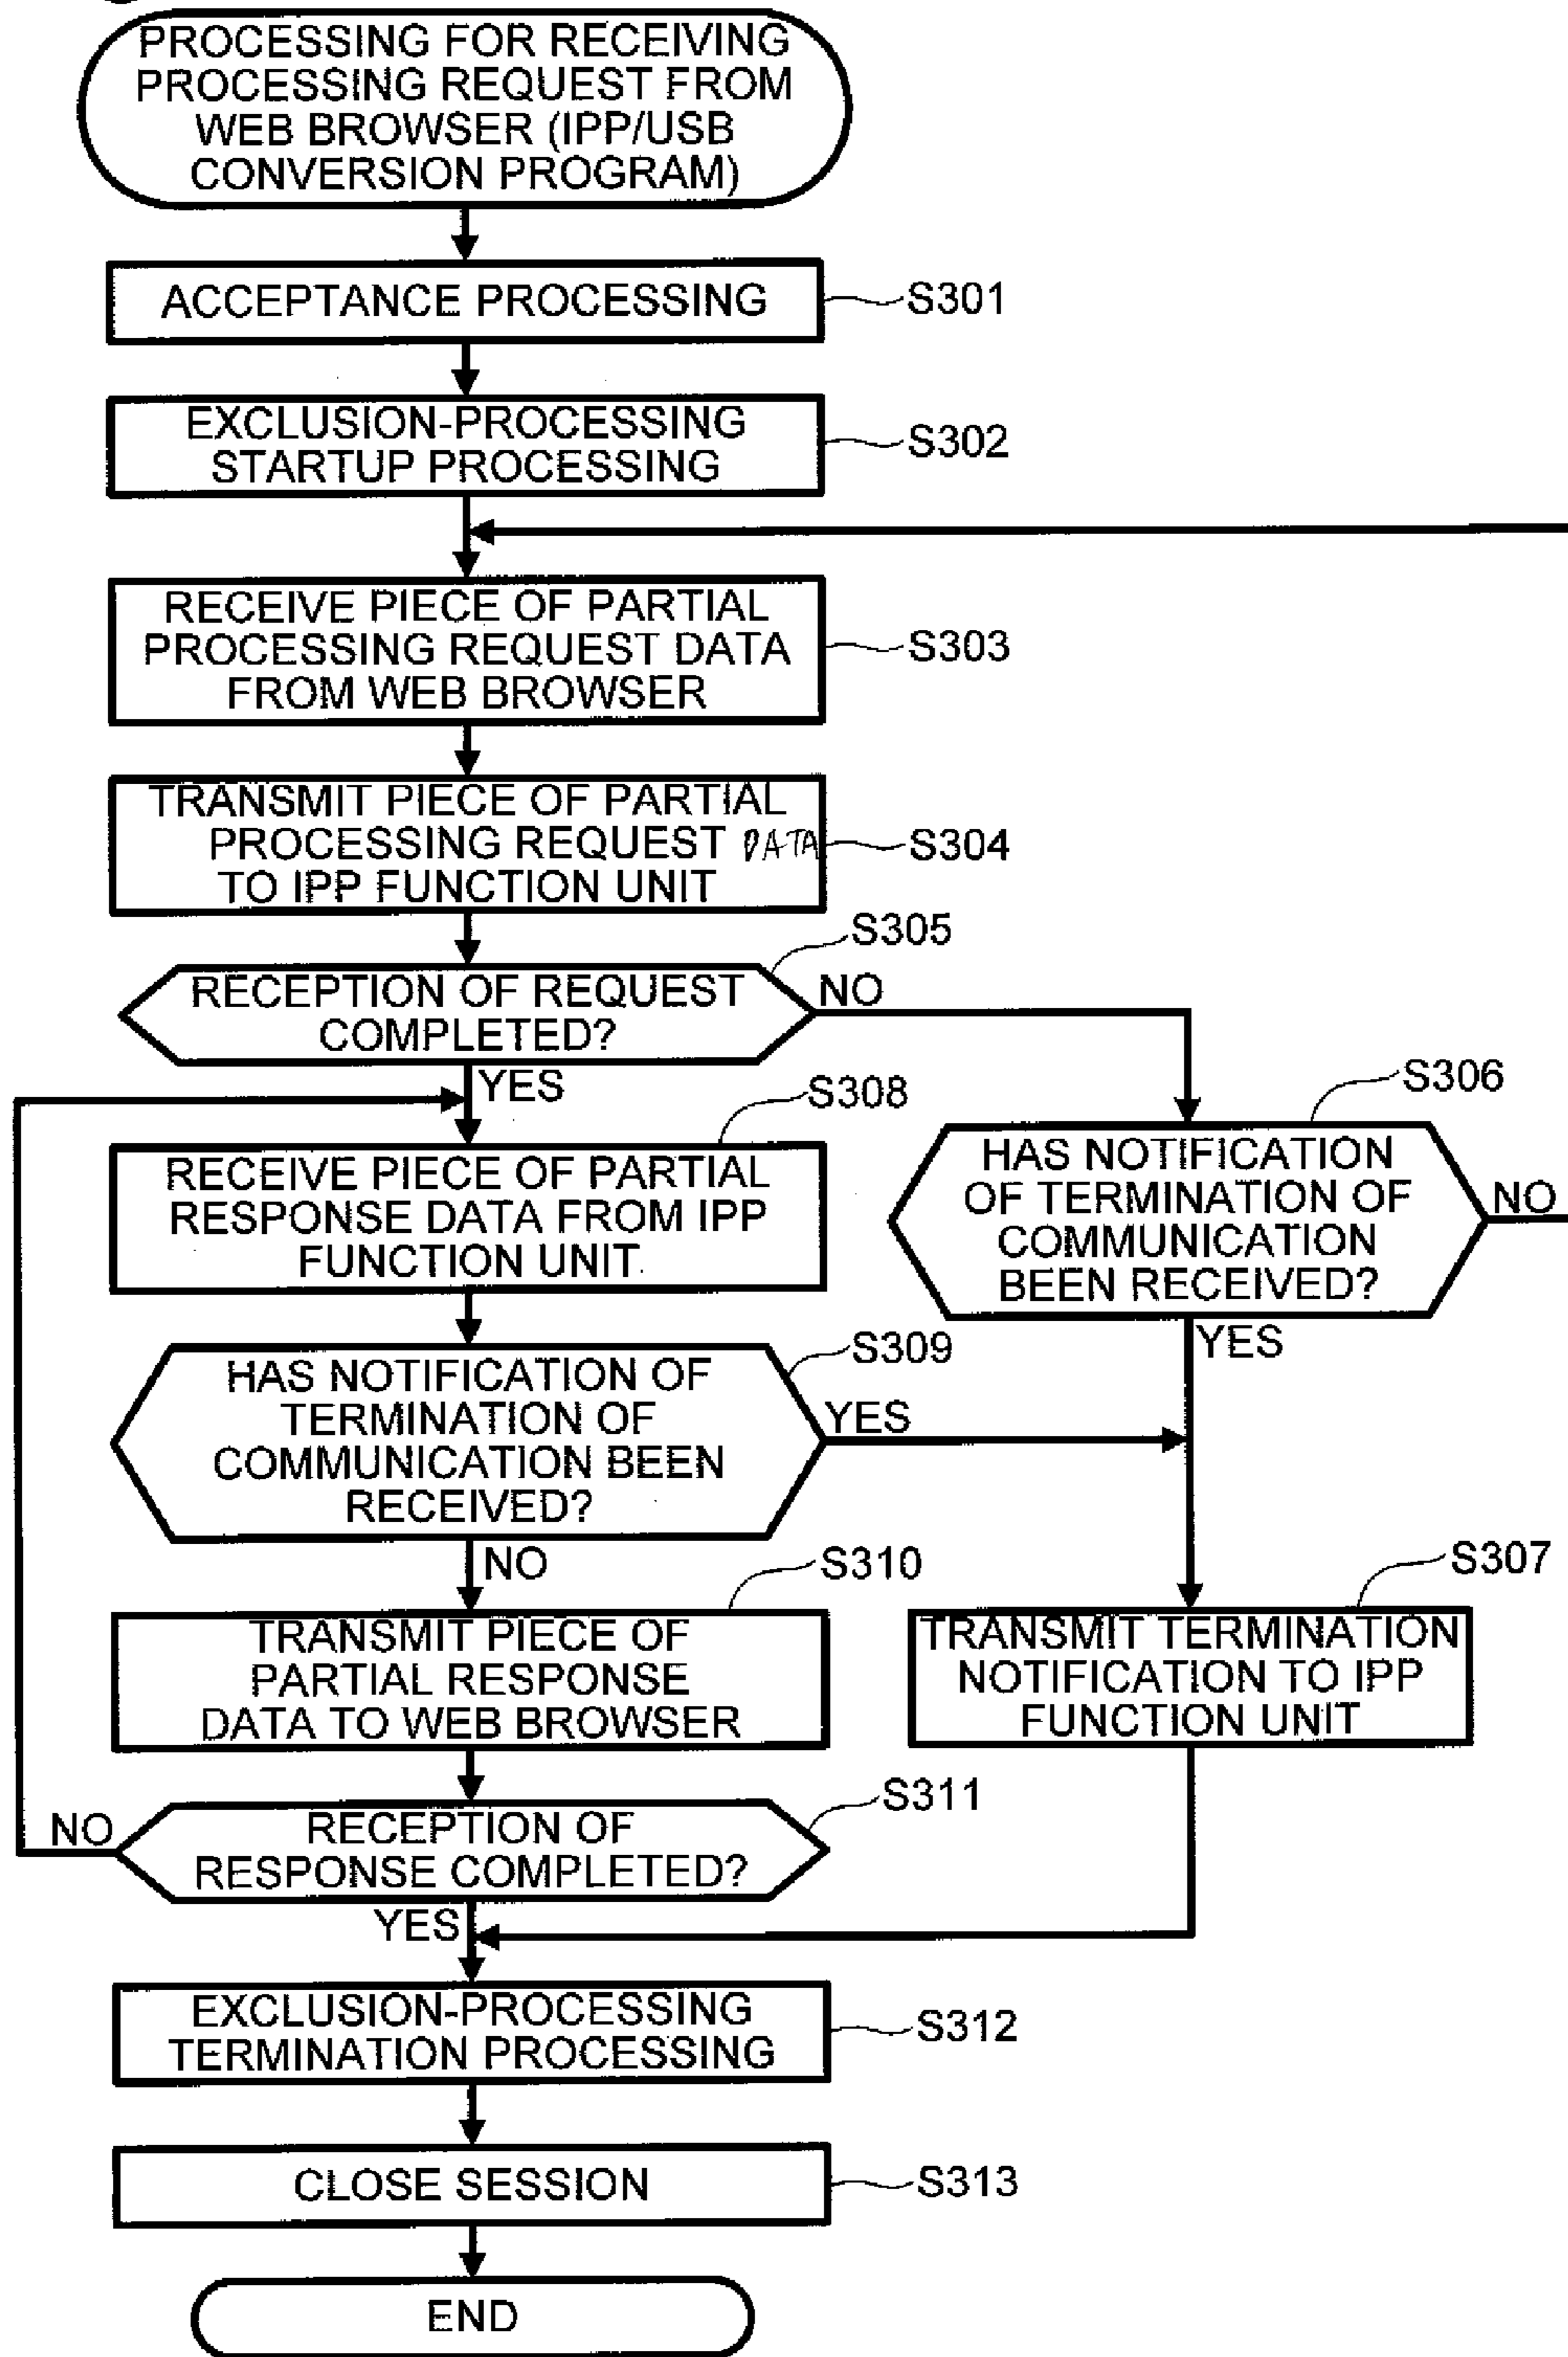 PROCESSING FOR RECEIVING
PROCESSING REQUEST FROM
WEB BROWSER (IPP/USB
CONVERSION PROGRAM)
ACCEPTANCE PROCESSING
S301
EXCLUSION-PROCESSING
STARTUP PROCESSING
S302
RECEIVE PIECE OF PARTIAL
PROCESSING REQUEST DATA
FROM WEB BROWSER
S303
TRANSMIT PIECE OF PARTIAL
PROCESSING REQUEST DATA
TO IPP FUNCTION UNIT
S304
S305
RECEPTION OF REQUEST
COMPLETED?
NO
YES
S306
HAS NOTIFICATION
OF TERMINATION OF
COMMUNICATION
BEEN RECEIVED?
NO
YES
S308
RECEIVE PIECE OF PARTIAL
RESPONSE DATA FROM IPP
FUNCTION UNIT
S309
HAS NOTIFICATION OF
TERMINATION OF
COMMUNICATION BEEN
RECEIVED?
YES
NO
S307
TRANSMIT TERMINATION
NOTIFICATION TO IPP
FUNCTION UNIT
S310
TRANSMIT PIECE OF
PARTIAL RESPONSE
DATA TO WEB BROWSER
S311
RECEPTION OF
RESPONSE COMPLETED?
NO
YES
EXCLUSION-PROCESSING
TERMINATION PROCESSING
S312
CLOSE SESSION
S313
END